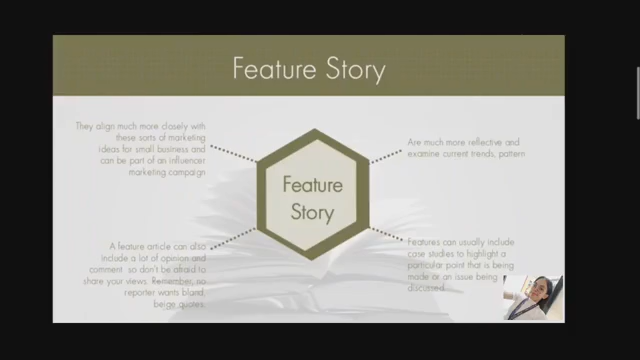 Feature Story
They align much more closely with
these sorts of marketing
ideas for small business and
can be part of an influencer
marketing campaign
Are much more reflective and
examine current trends, pattern
Feature
Story
A feature article can also
include a lot of opinion and
comment so don't be afraid to
share your views. Remember, no
reporter wants bland,
beige quotes.
Features can usually include
case studies to highlight a
particular point that is being
made or an issue being
discussed.